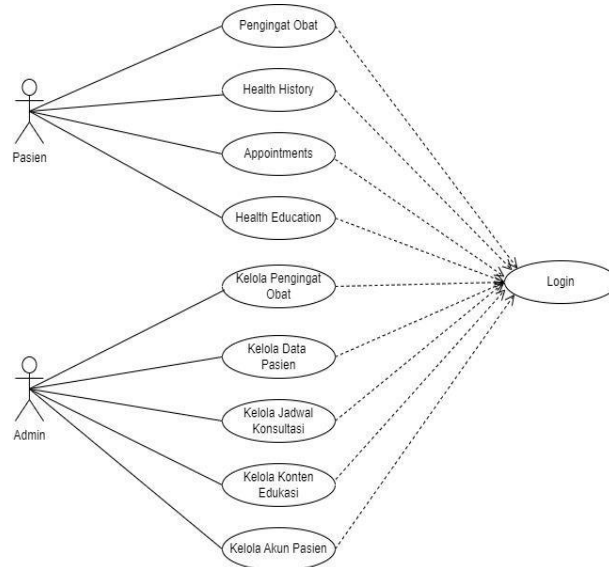 Pengingat Obat
Health History
Pasien
Appointments
Health Education
Kelola Pengingat
Obat
Login
Kelola Data
Pasien
Admin
Kelola Jadwal
Konsultasi
Kelola Konten
Edukasi
Kelola Akun Pasien